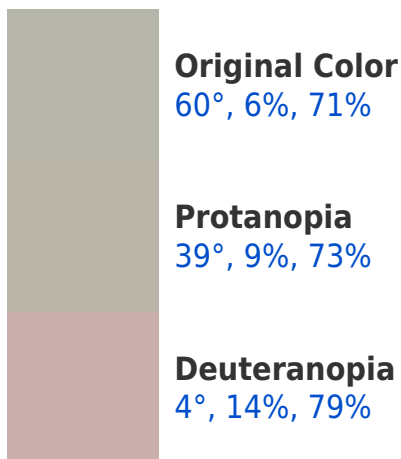 Original Color
60°, 6%, 71%
Protanopia
39°, 9%, 73%
Deuteranopia
4°, 14%, 79%